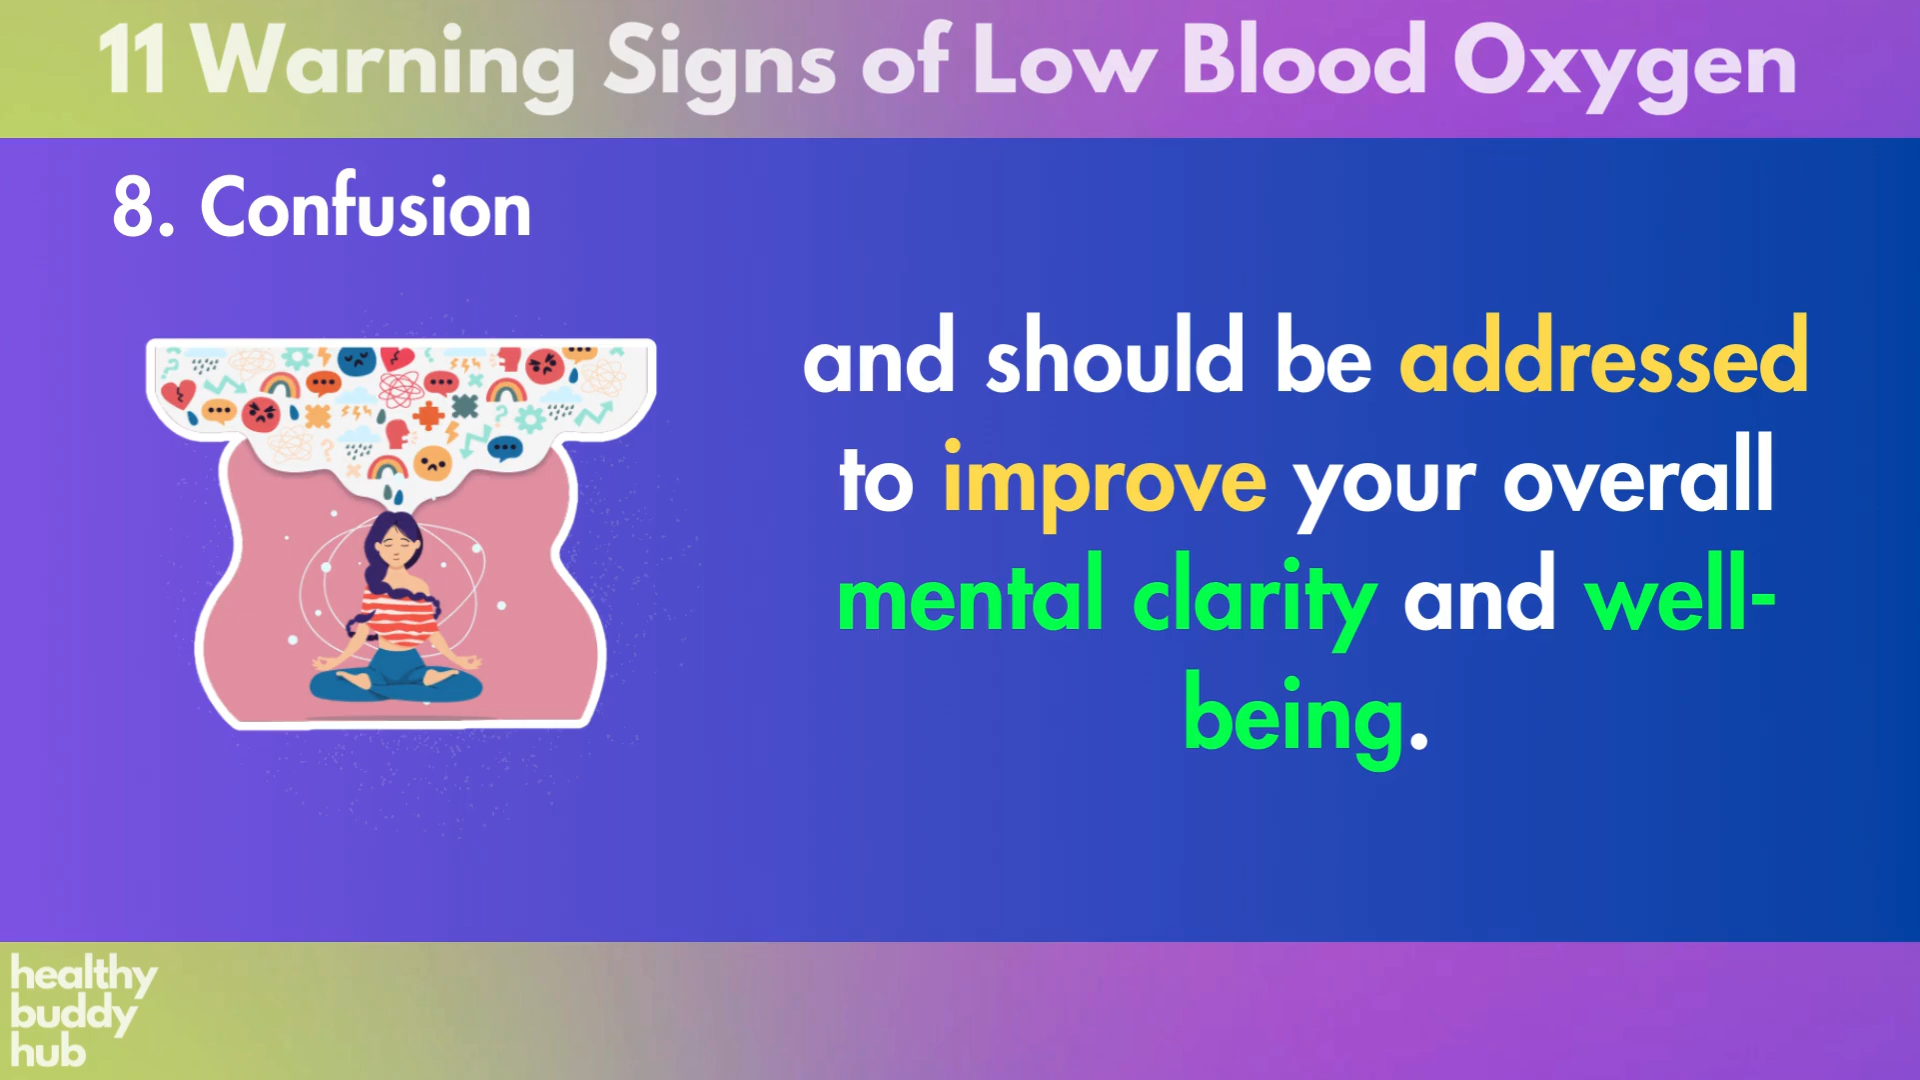 11 Warning Signs of Low Blood Oxygen
8. Confusion
and should be addressed
to improve your overall
mental clarity and well-
being.
healthy
buddy
hub